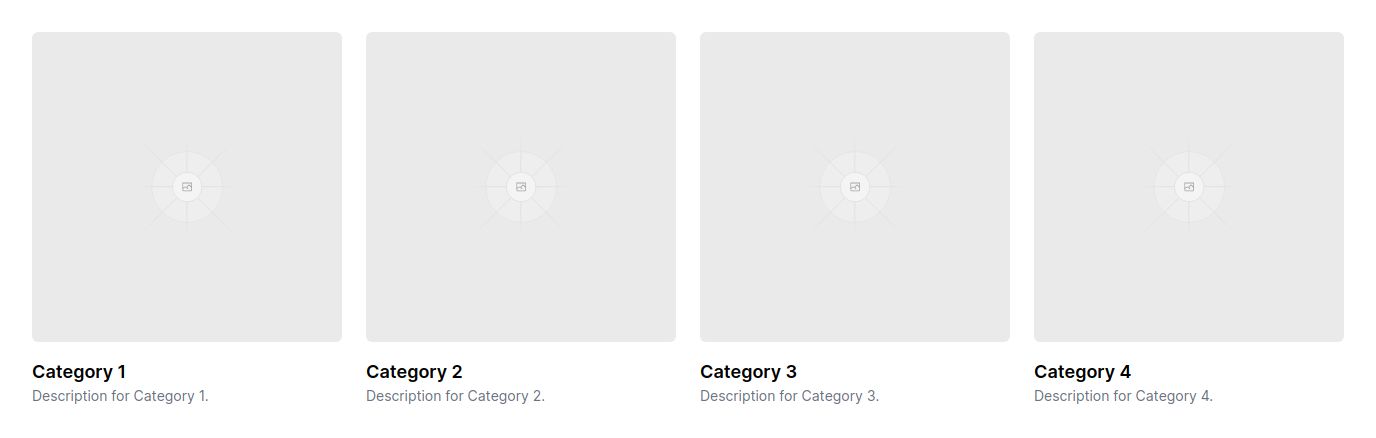 Category 1
Description for Category 1.
Category 2
Description for Category 2.
Category 3
Description for Category 3.
Category 4
Description for Category 4.